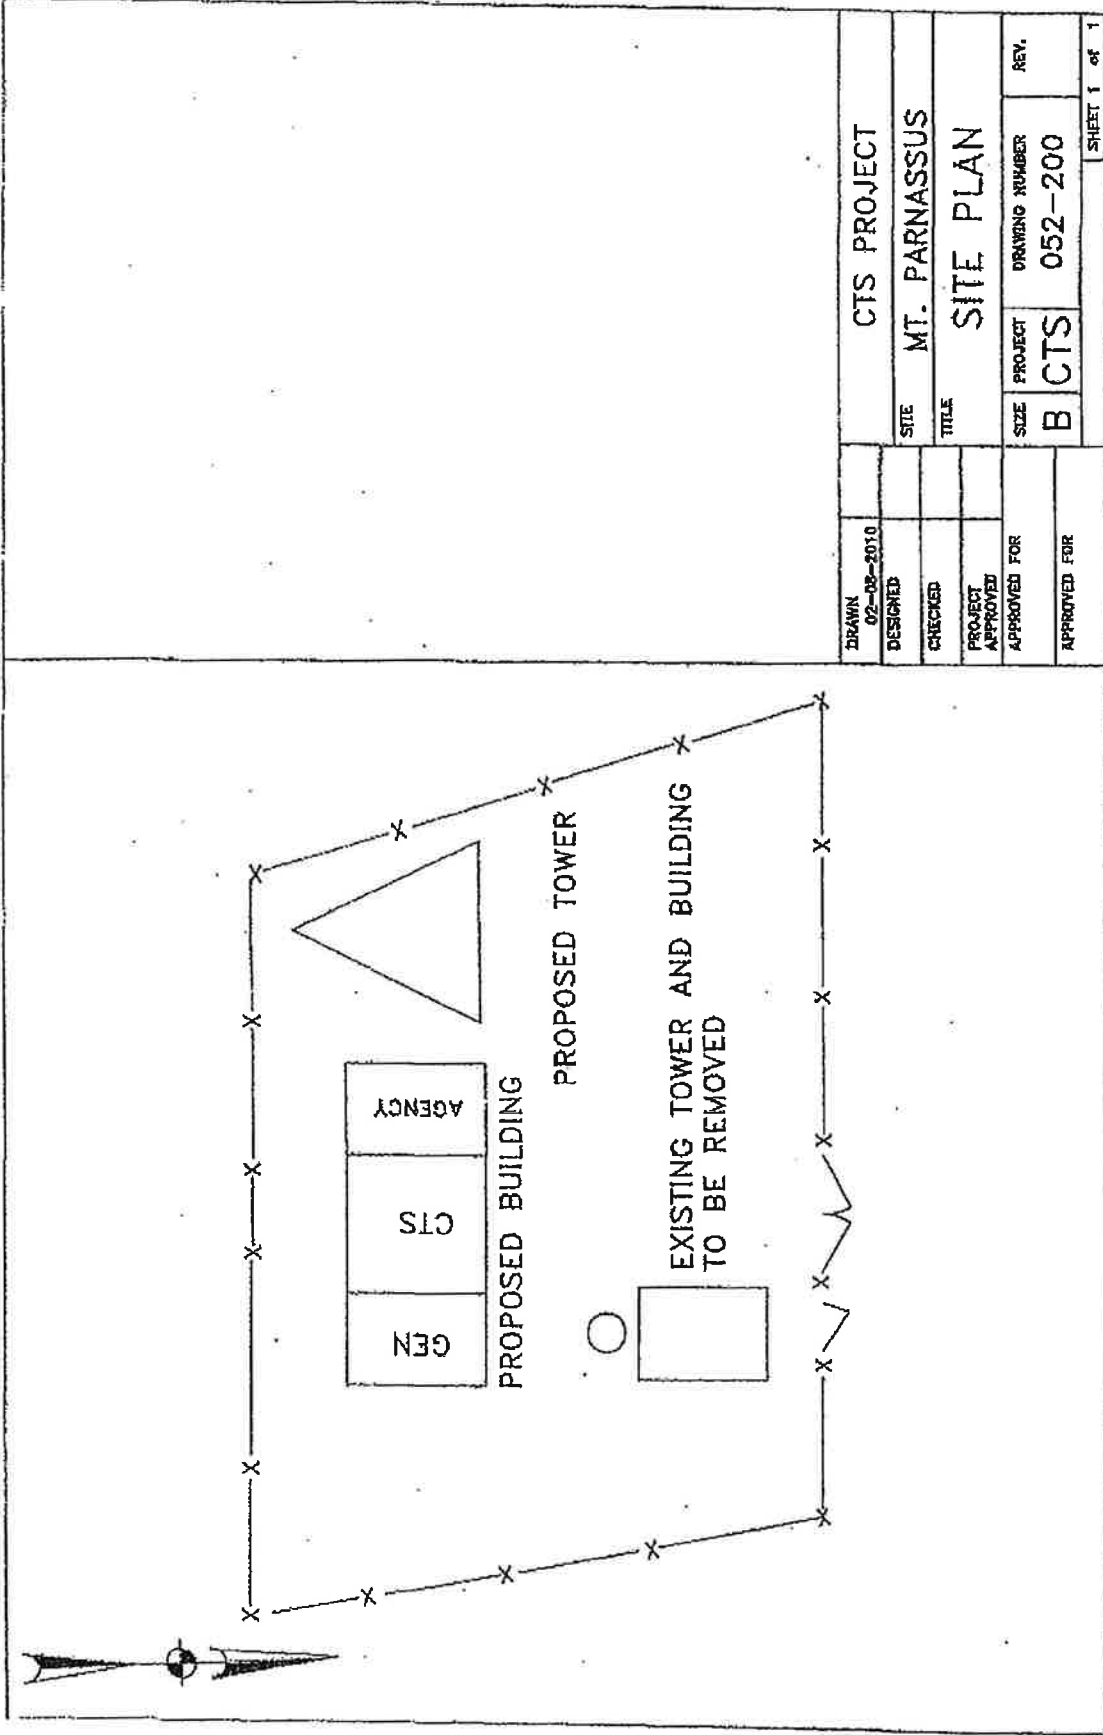 GEN
CTS
AGENCY
PROPOSED BUILDING
PROPOSED TOWER
EXISTING TOWER AND BUILDING
TO BE REMOVED
DRAWN
02-08-2010
DESIGNED
CHECKED
PROJECT
APPROVED
APPROVED FOR
APPROVED FOR
CTS PROJECT
SITE MT. PARNASSUS
TITLE SITE PLAN
SIZE PROJECT DRAWING NUMBER REV.
B CTS 052-200
SHEET 1 of 1